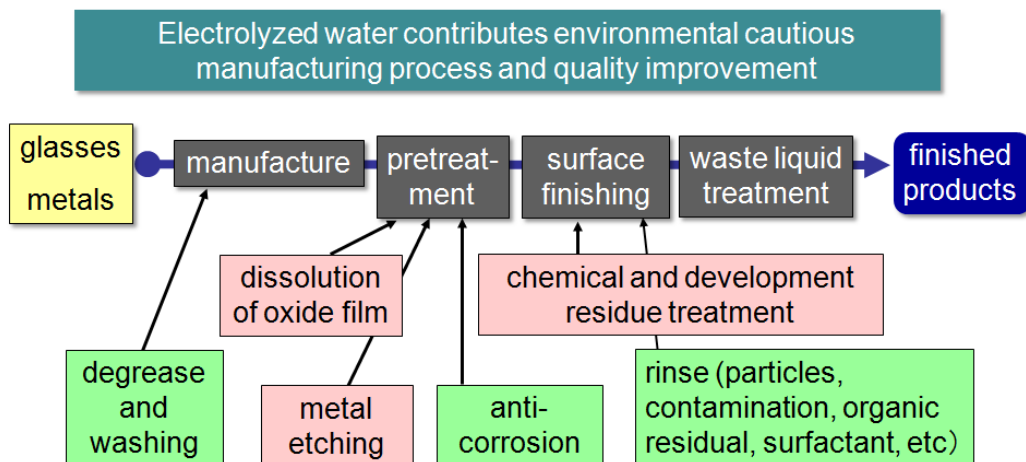 Electrolyzed water contributes environmental cautious
manufacturing process and quality improvement
glasses
metals
manufacture
pretreat-
ment
surface
finishing
waste liquid
treatment
finished
products
dissolution
of oxide film
chemical and development
residue treatment
degrease
and
washing
metal
etching
anti-
corrosion
rinse (particles,
contamination, organic
residual, surfactant, etc）